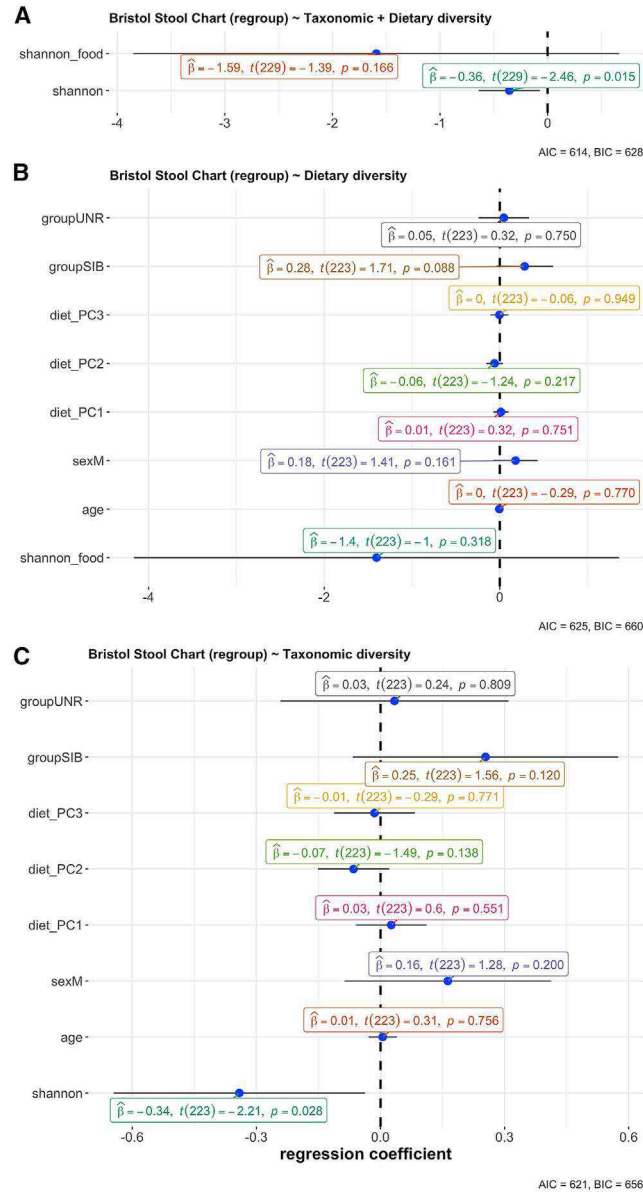 A
Bristol Stool Chart (regroup) ~ Taxonomic + Dietary diversity
shannon_food
β̂ = −1.59, t(229) = −1.39, p = 0.166
β̂ = −0.36, t(229) = −2.46, p = 0.015
shannon
-4 -3 -2 -1 0
AIC = 614, BIC = 628
B
Bristol Stool Chart (regroup) ~ Dietary diversity
groupUNR
β̂ = 0.05, t(223) = 0.32, p = 0.750
groupSIB
β̂ = 0.28, t(223) = 1.71, p = 0.088
β̂ = 0, t(223) = −0.06, p = 0.949
diet_PC3
diet_PC2
β̂ = −0.06, t(223) = −1.24, p = 0.217
diet_PC1
β̂ = 0.01, t(223) = 0.32, p = 0.751
sexM
β̂ = 0.18, t(223) = 1.41, p = 0.161
β̂ = 0, t(223) = −0.29, p = 0.770
age
β̂ = −1.4, t(223) = −1, p = 0.318
shannon_food
-4 -2 0
AIC = 625, BIC = 660
C
Bristol Stool Chart (regroup) ~ Taxonomic diversity
β̂ = 0.03, t(223) = 0.24, p = 0.809
groupUNR
groupSIB
β̂ = 0.25, t(223) = 1.56, p = 0.120
β̂ = −0.01, t(223) = −0.29, p = 0.771
diet_PC3
β̂ = −0.07, t(223) = −1.49, p = 0.138
diet_PC2
β̂ = 0.03, t(223) = 0.6, p = 0.551
diet_PC1
β̂ = 0.16, t(223) = 1.28, p = 0.200
sexM
β̂ = 0.01, t(223) = 0.31, p = 0.756
age
shannon
β̂ = −0.34, t(223) = −2.21, p = 0.028
-0.6 -0.3 0.0 0.3 0.6
regression coefficient
AIC = 621, BIC = 656